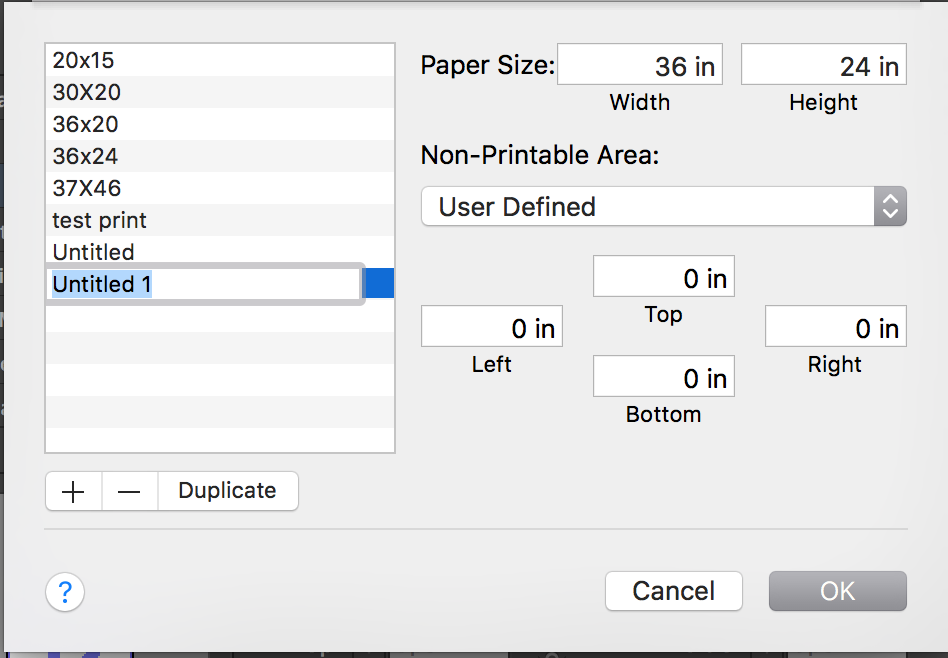 20x15
30X20
36x20
36x24
37X46
test print
Untitled
Untitled 1
+ — Duplicate
Paper Size: 36 in 24 in
Width Height
Non-Printable Area:
User Defined
0 in
Top
0 in 0 in
Left Right
0 in
Bottom
? Cancel OK